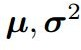 𝝁, 𝝈²